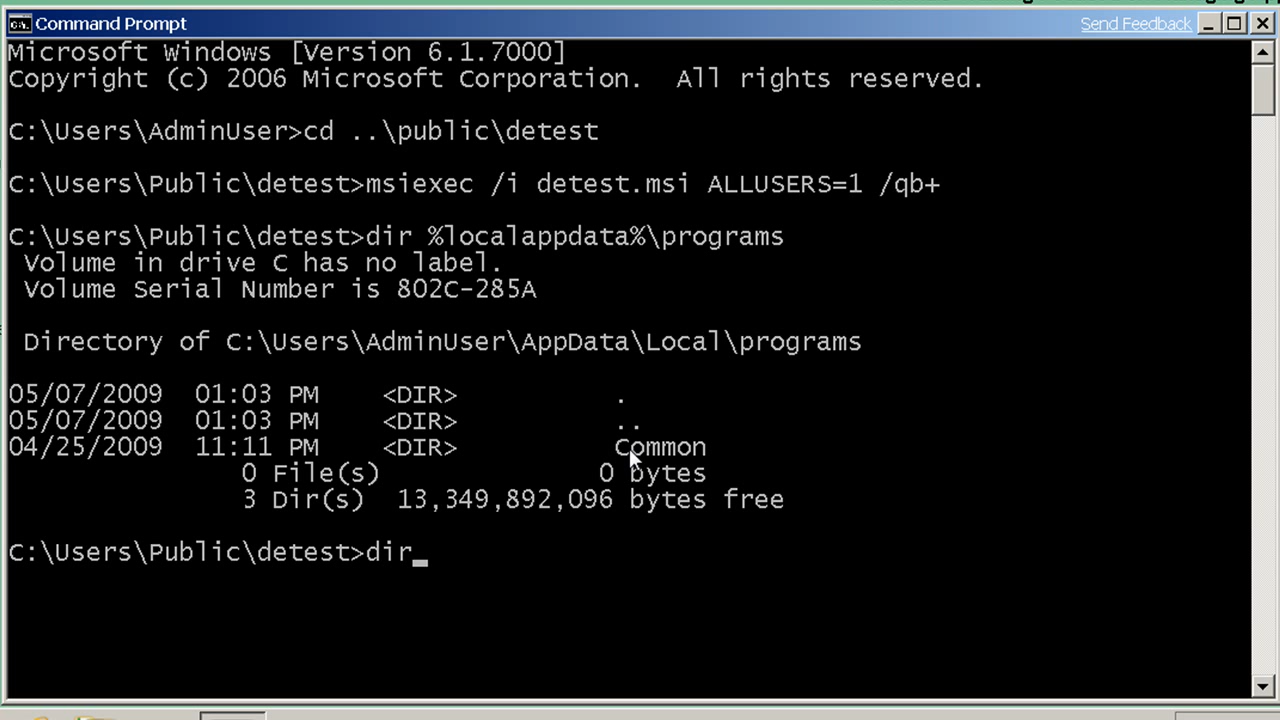 Command Prompt
Send Feedback
Microsoft Windows [Version 6.1.7000]
Copyright (c) 2006 Microsoft Corporation.  All rights reserved.
C:\Users\AdminUser>cd ..\public\detest
C:\Users\Public\detest>msiexec /i detest.msi ALLUSERS=1 /qb+
C:\Users\Public\detest>dir %localappdata%\programs
Volume in drive C has no label.
Volume Serial Number is 802C-285A
Directory of C:\Users\AdminUser\AppData\Local\programs
05/07/2009  01:03 PM    <DIR>          .
05/07/2009  01:03 PM    <DIR>          ..
04/25/2009  11:11 PM    <DIR>          Common
0 File(s)              0 bytes
3 Dir(s)  13,349,892,096 bytes free
C:\Users\Public\detest>dir